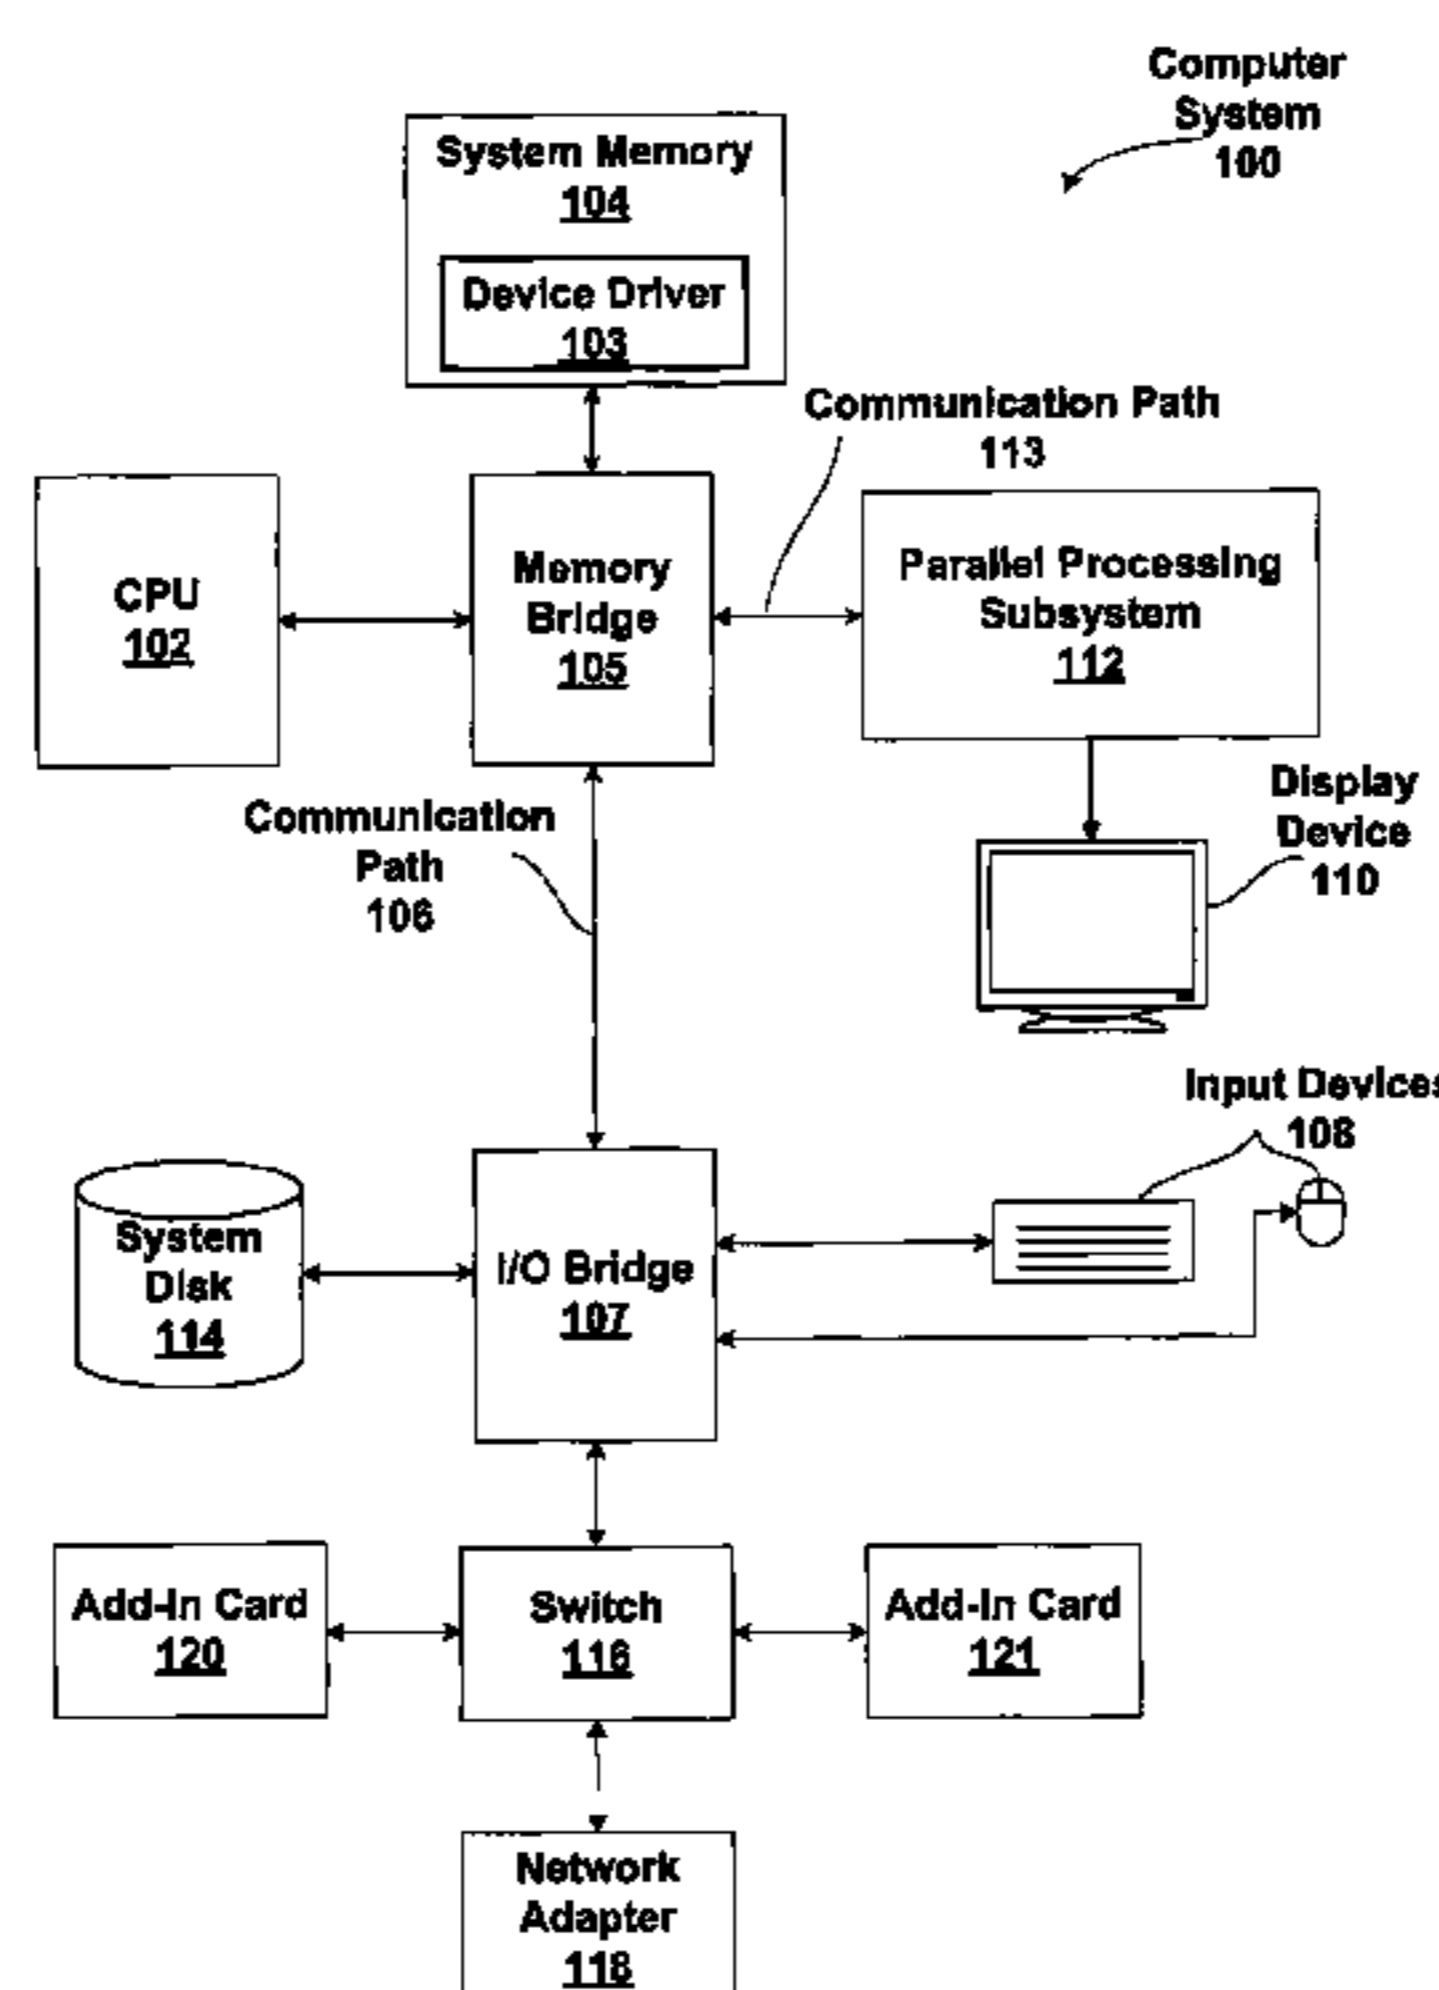 Computer
System
100
System Memory
104
Device Driver
103
Communication Path
113
CPU
102
Memory
Bridge
105
Parallel Processing
Subsystem
112
Communication
Path
106
Display
Device
110
Input Devices
108
System
Disk
114
I/O Bridge
107
Add-In Card
120
Switch
116
Add-In Card
121
Network
Adapter
118